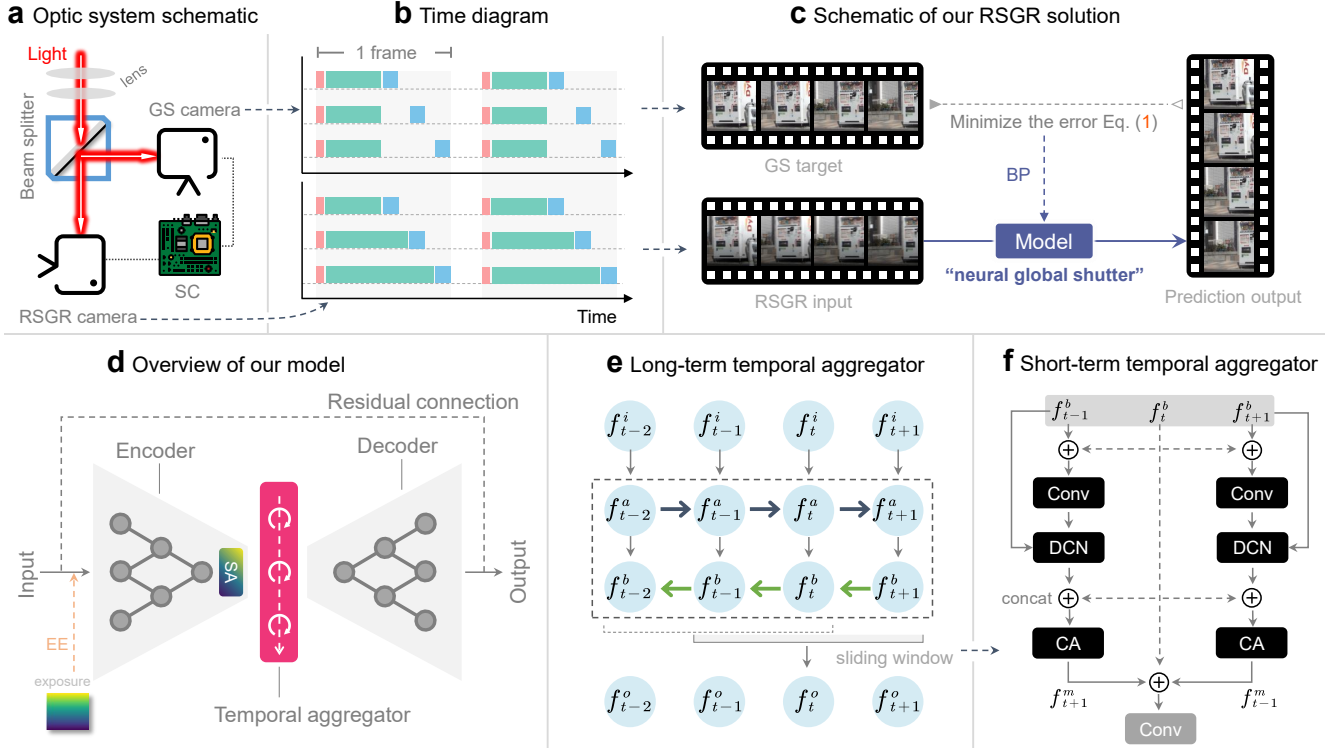 a Optic system schematic
Light
lens
Beam splitter
GS camera
SC
RSGR camera
b Time diagram
1 frame
Time
c Schematic of our RSGR solution
GS target
Minimize the error Eq. (1)
BP
Model
"neural global shutter"
RSGR input
Prediction output
d Overview of our model
Residual connection
Encoder
Decoder
Input
SA
Output
EE
exposure
Temporal aggregator
e Long-term temporal aggregator
f^i_{t-2} f^i_{t-1} f^i_t f^i_{t+1}
f^a_{t-2} f^a_{t-1} f^a_t f^a_{t+1}
f^b_{t-2} f^b_{t-1} f^b_t f^b_{t+1}
sliding window
f^o_{t-2} f^o_{t-1} f^o_t f^o_{t+1}
f Short-term temporal aggregator
f^b_{t-1} f^b_t f^b_{t+1}
Conv Conv
DCN DCN
concat
CA CA
f^m_{t+1} f^m_{t-1}
Conv